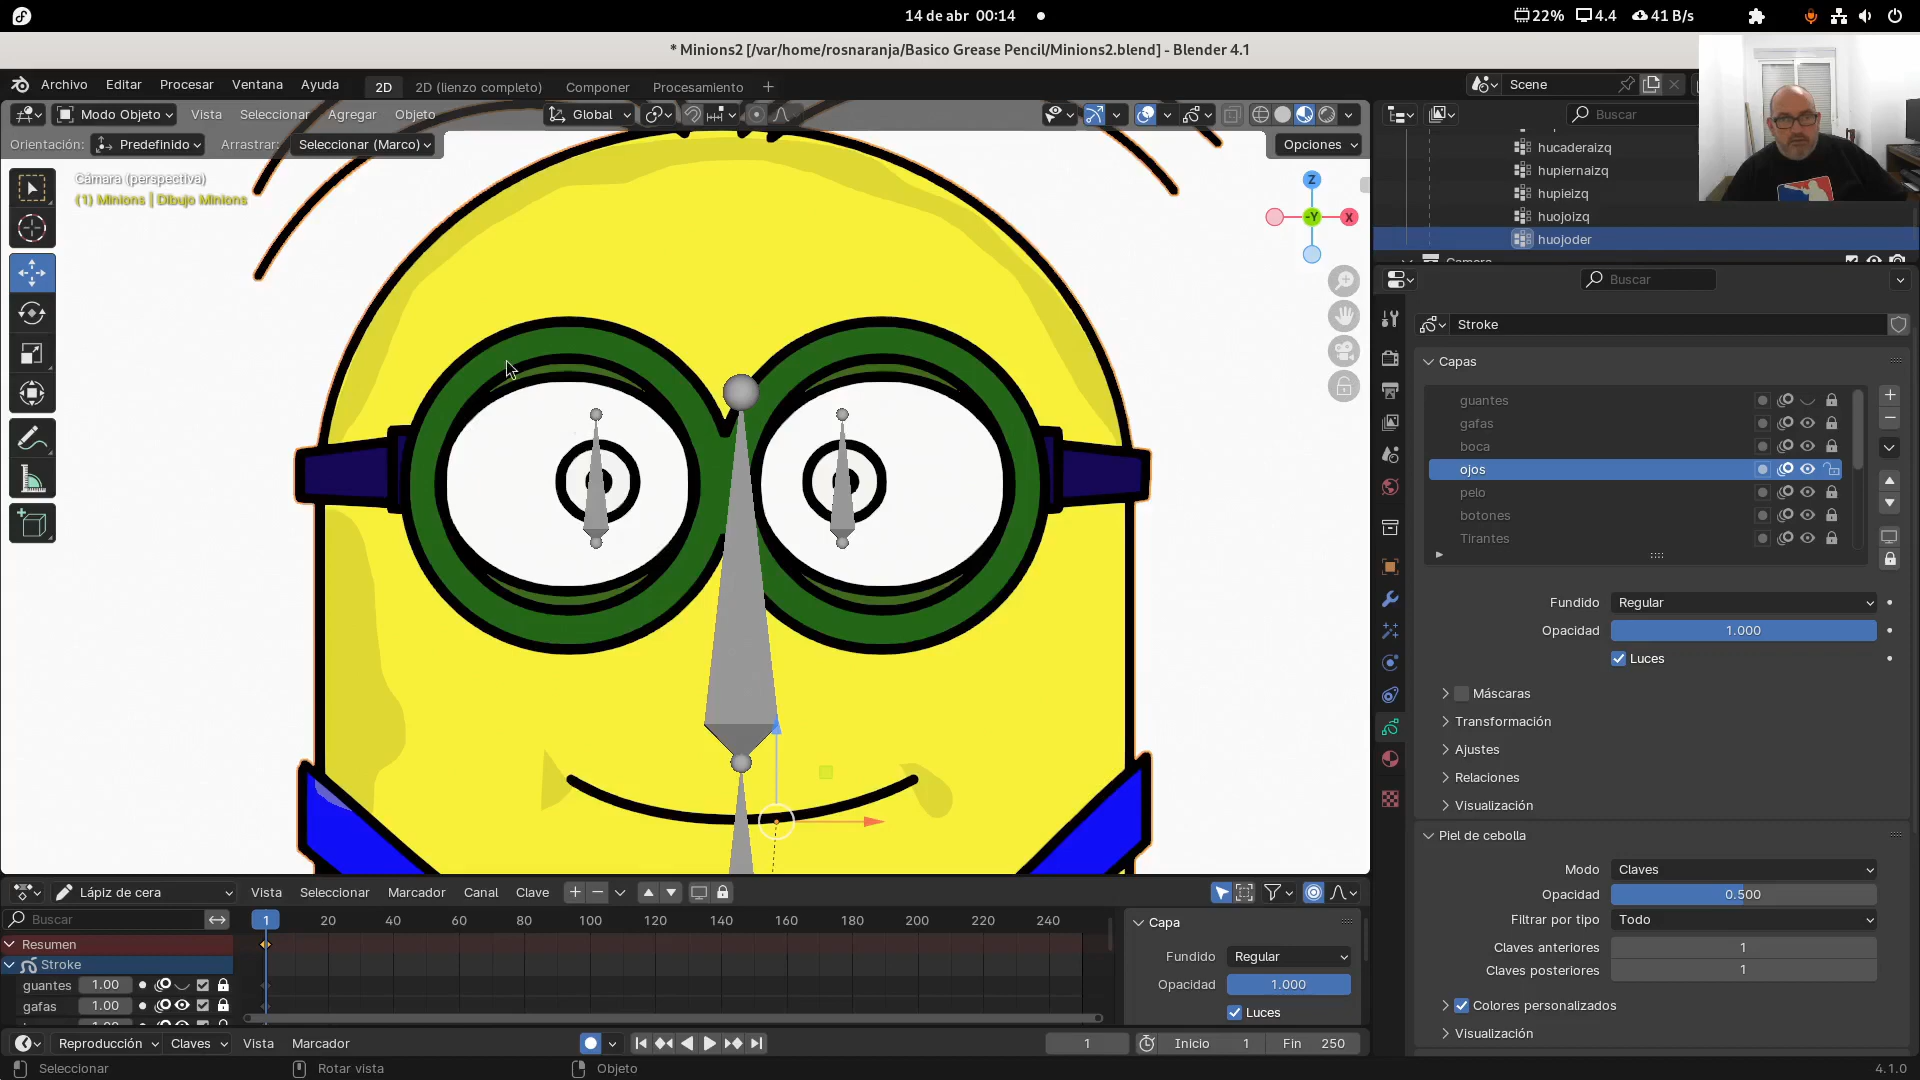 14 de abr 00:14
22% 4.4 41 B/s
* Minions2 [/var/home/rosnaranja/Basico Grease Pencil/Minions2.blend] - Blender 4.1
Archivo Editar Procesar Ventana Ayuda 2D 2D (lienzo completo) Componer Procesamiento + Scene
Modo Objeto Vista Seleccionar Agregar Objeto Global Buscar
Orientación: Predefinido Arrastrar: Seleccionar (Marco) Opciones
Cámara (perspectiva)
(1) Minions | Dibujo Minions
Z
-Y X
hucaderaizq
hupiernaizq
hupieizq
huojoizq
huojoder
Buscar
Stroke
Capas
guantes
gafas
boca
ojos
pelo
botones
Tirantes
Fundido Regular
Opacidad 1.000
Luces
Máscaras
Transformación
Ajustes
Relaciones
Visualización
Piel de cebolla
Modo Claves
Opacidad 0.500
Filtrar por tipo Todo
Claves anteriores 1
Claves posteriores 1
Colores personalizados
Visualización
Lápiz de cera Vista Seleccionar Marcador Canal Clave
Buscar 1 20 40 60 80 100 120 140 160 180 200 220 240
Resumen
Stroke
guantes 1.00
gafas 1.00
Capa
Fundido Regular
Opacidad 1.000
Luces
Reproducción Claves Vista Marcador 1 Inicio 1 Fin 250
Seleccionar Rotar vista Objeto 4.1.0